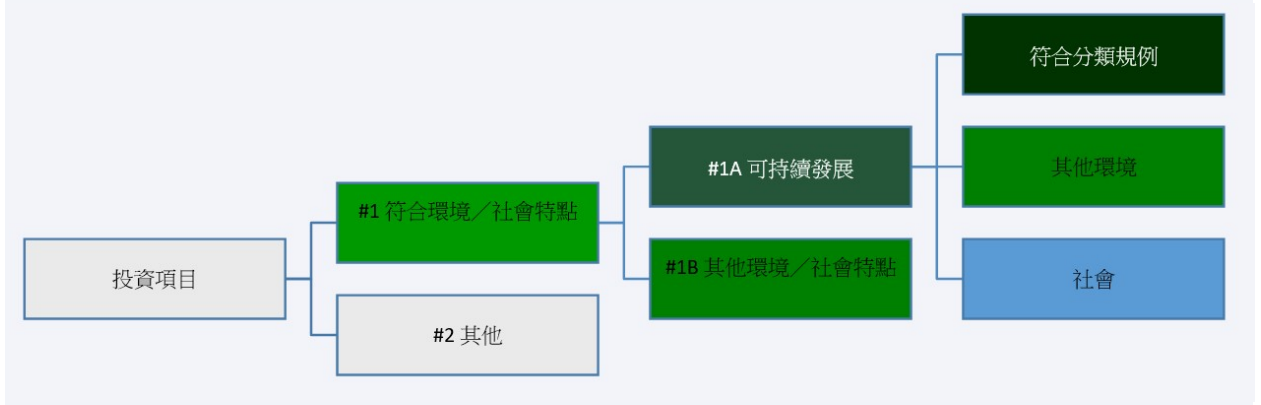 符合分類規例
#1A 可持續發展
其他環境
#1 符合環境／社會特點
投資項目
#1B 其他環境／社會特點
社會
#2 其他